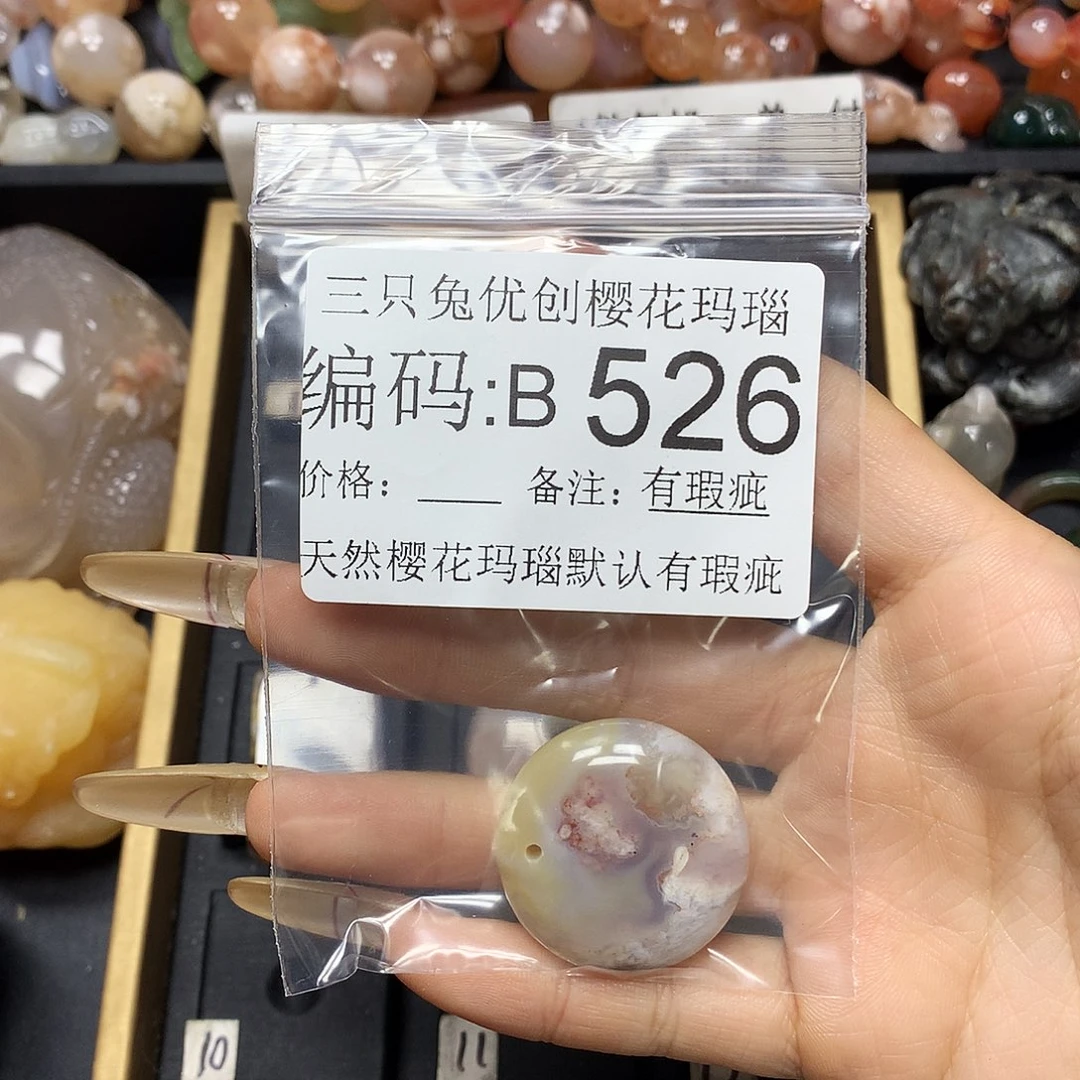 三只兔优创樱花玛瑙
编码:B 526
价格：____ 备注：有瑕疵
天然樱花玛瑙默认有瑕疵
10
11